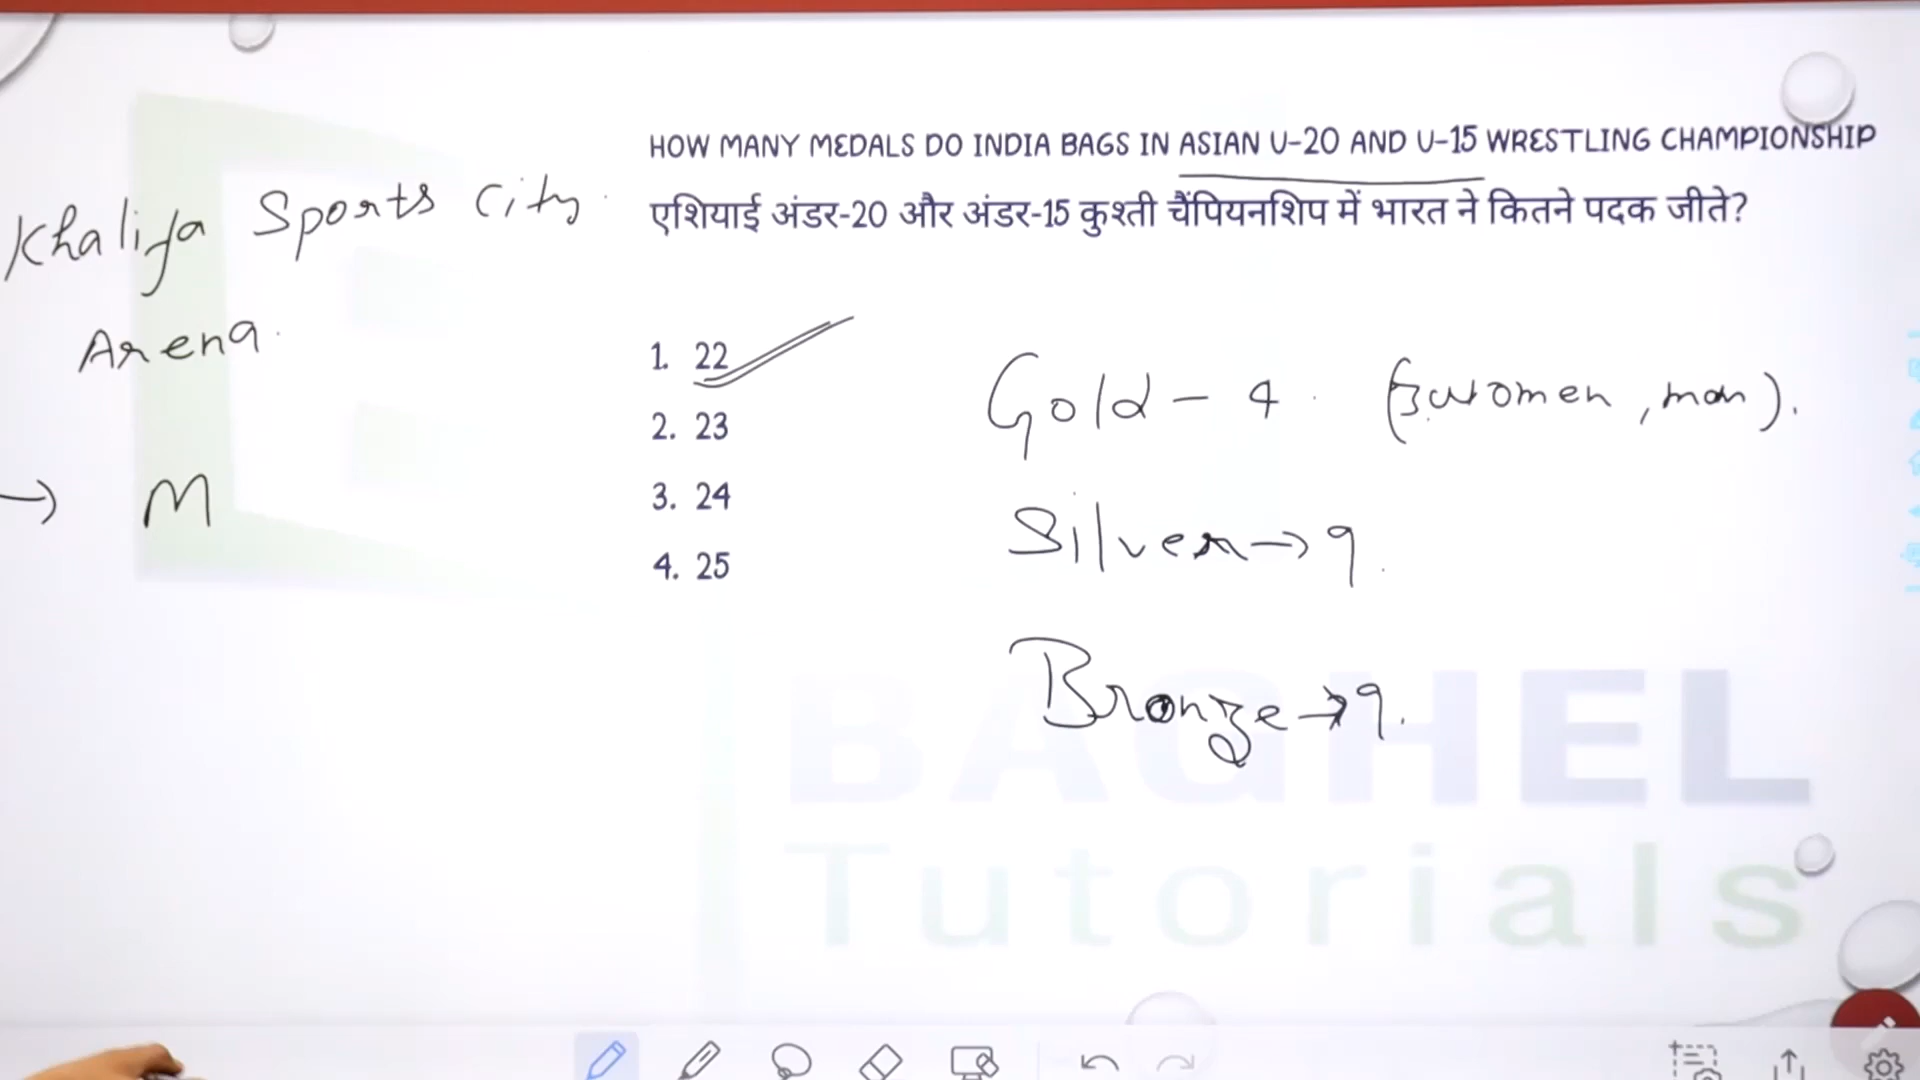 HOW MANY MEDALS DO INDIA BAGS IN ASIAN U-20 AND U-15 WRESTLING CHAMPIONSHIP
एशियाई अंडर-20 और अंडर-15 कुश्ती चैंपियनशिप में भारत ने कितने पदक जीते?
Khalifa Sports City
Arena
→ M
1. 22
2. 23
3. 24
4. 25
Gold - 4 (3 women, man).
Silver → 9.
Bronze → 9.
BAGHEL
Tutorials